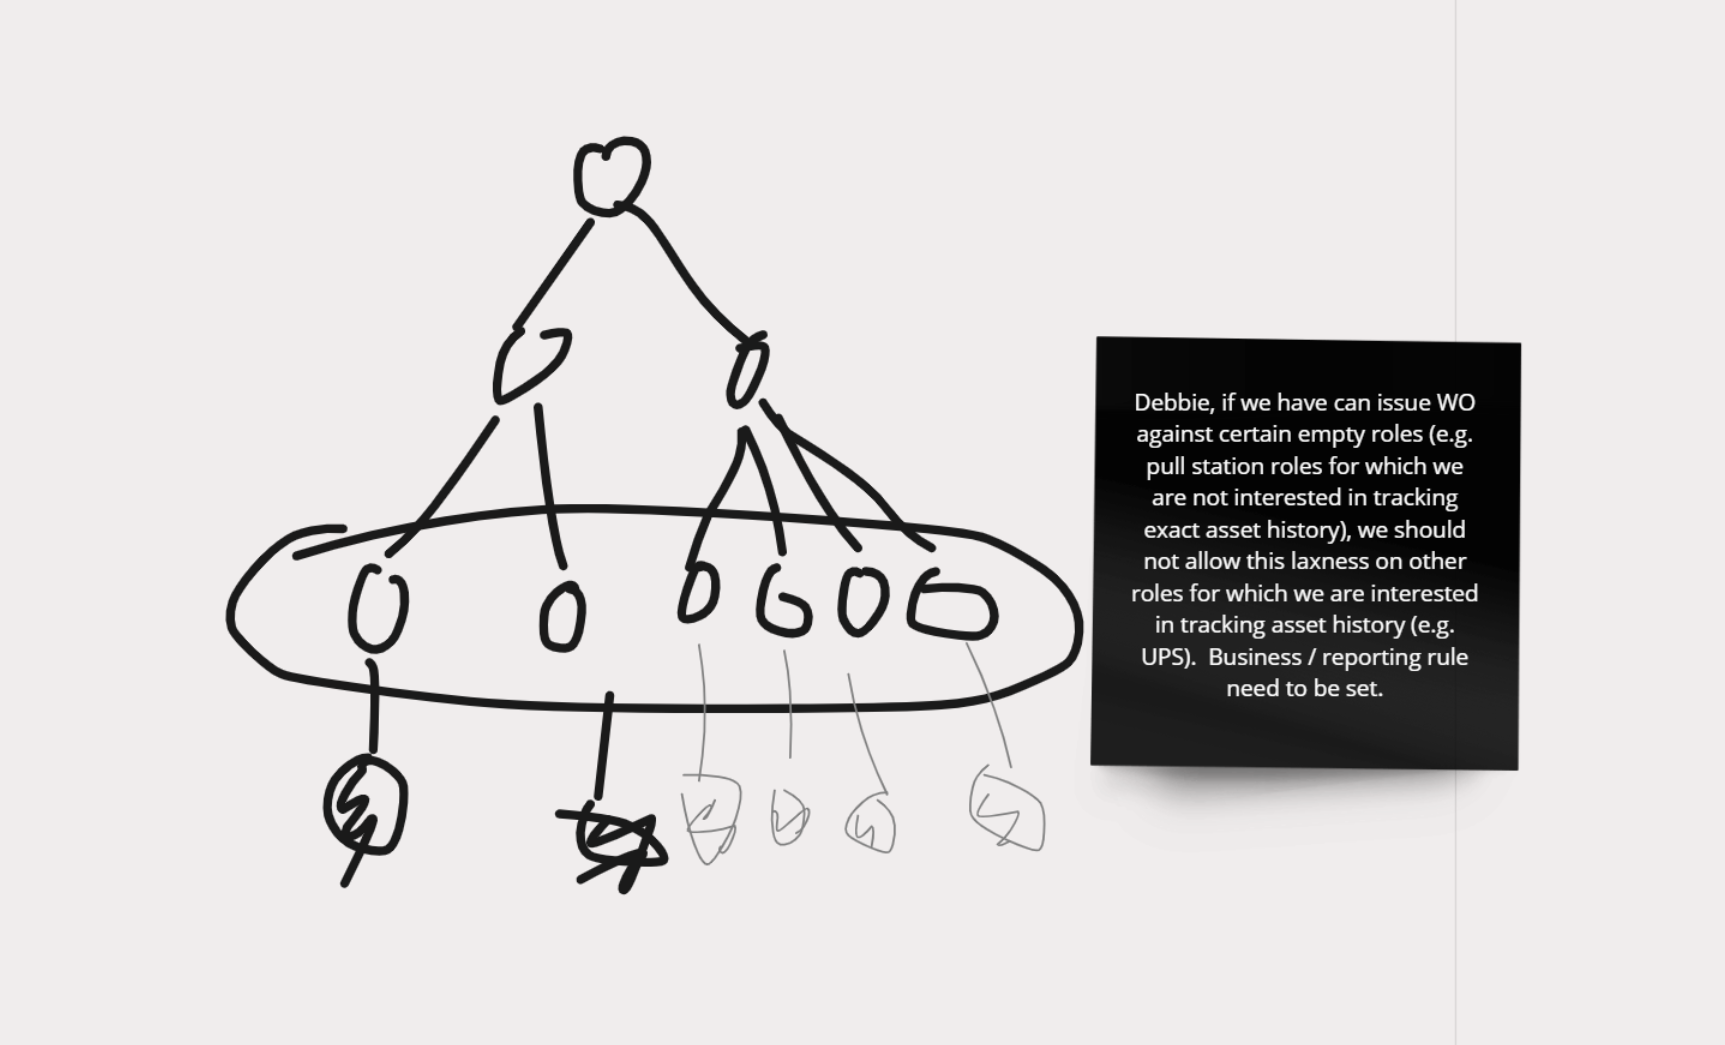 Debbie, if we have can issue WO
against certain empty roles (e.g.
pull station roles for which we
are not interested in tracking
exact asset history), we should
not allow this laxness on other
roles for which we are interested
in tracking asset history (e.g.
UPS).  Business / reporting rule
need to be set.